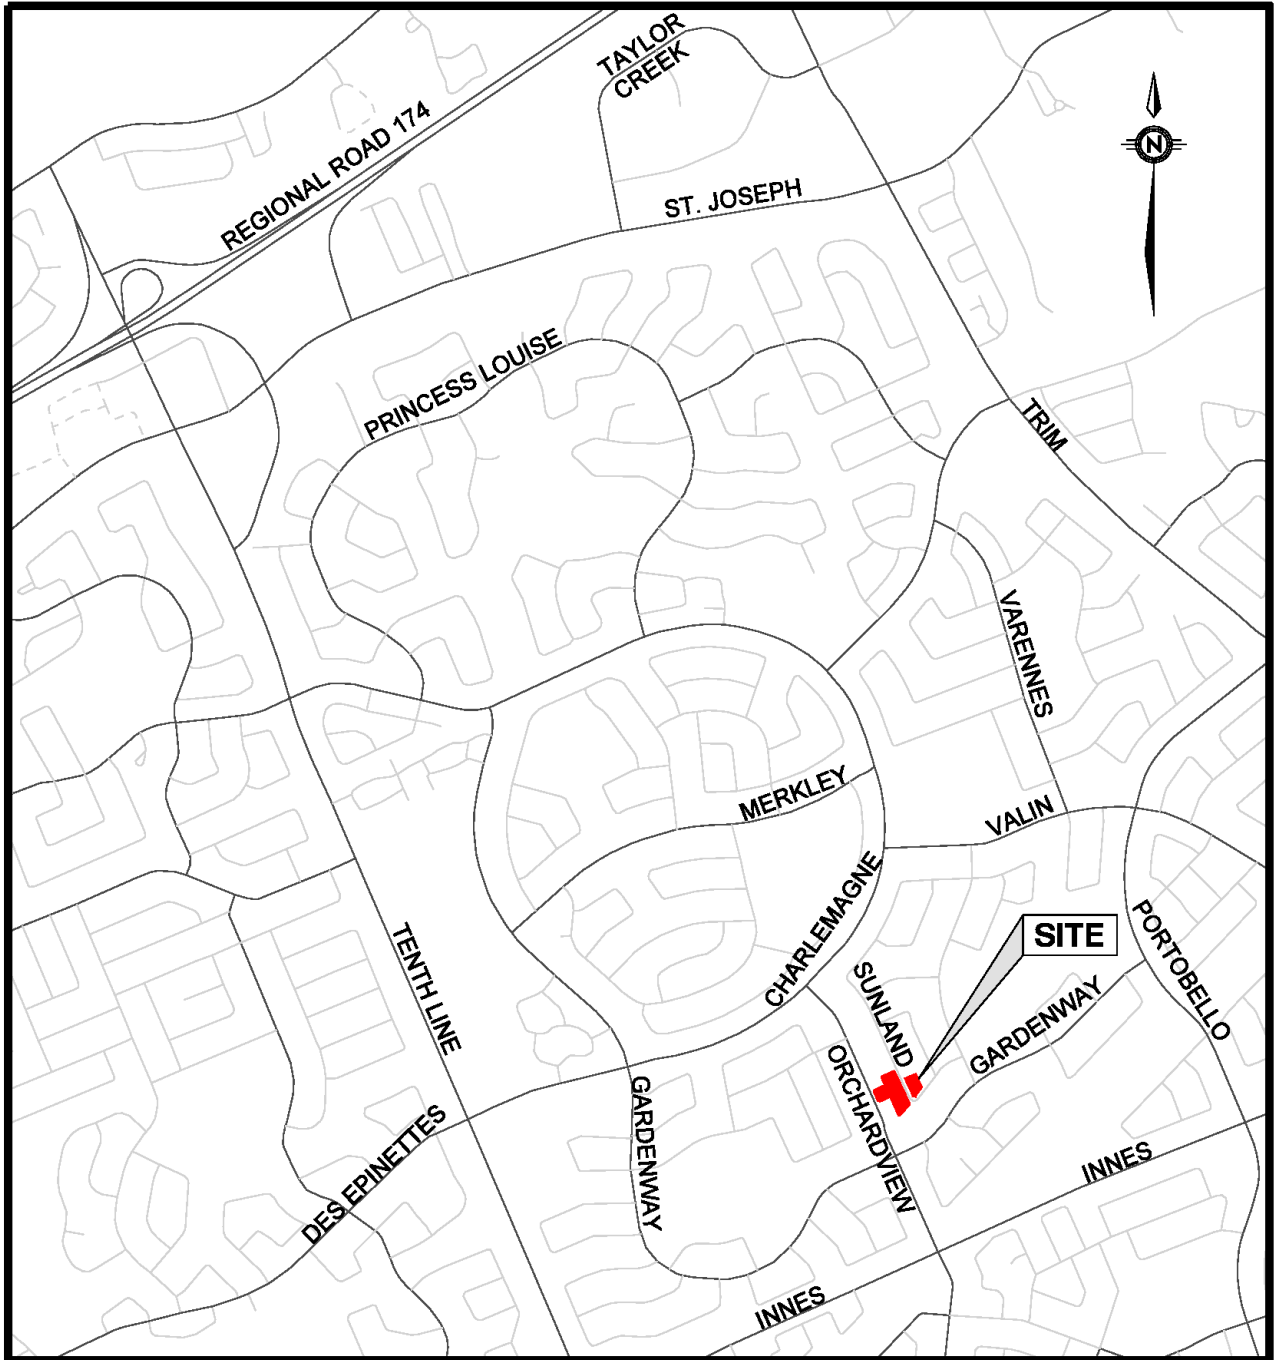 TAYLOR
CREEK
REGIONAL ROAD 174
N
ST. JOSEPH
PRINCESS LOUISE
TRIM
VARENNES
MERKLEY
VALIN
CHARLEMAGNE
TENTH LINE
SITE
PORTOBELLO
SUNLAND
GARDENWAY
ORCHARDVIEW
GARDENWAY
DES EPINETTES
INNES
INNES